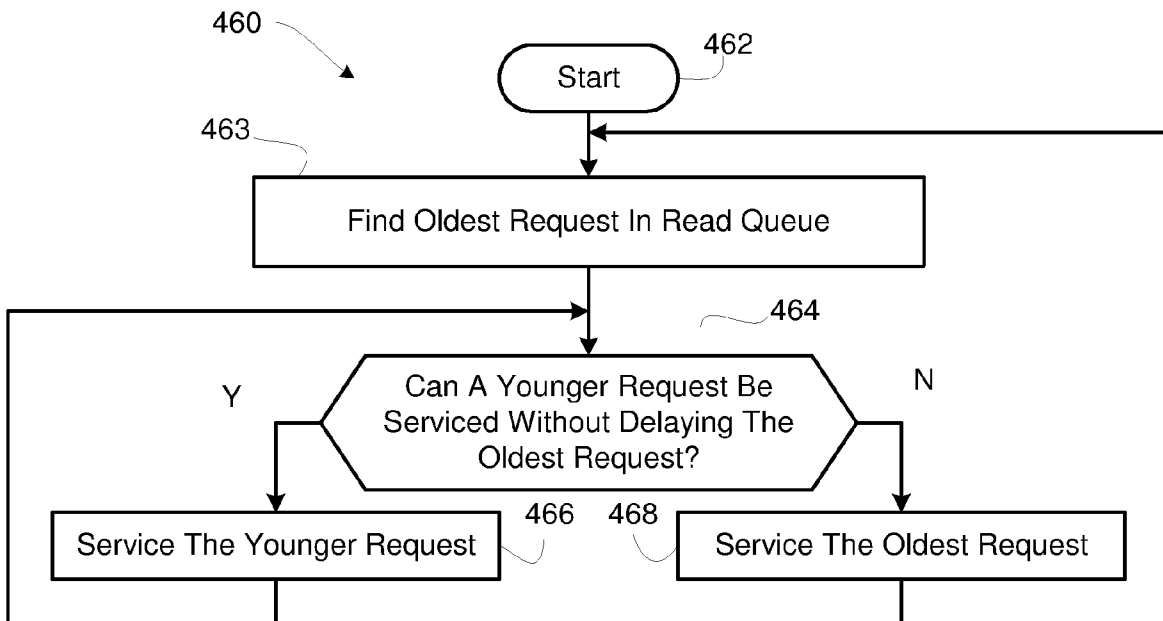 460
462
Start
463
Find Oldest Request In Read Queue
464
Y
Can A Younger Request Be
Serviced Without Delaying The
Oldest Request?
N
Service The Younger Request
466
468
Service The Oldest Request